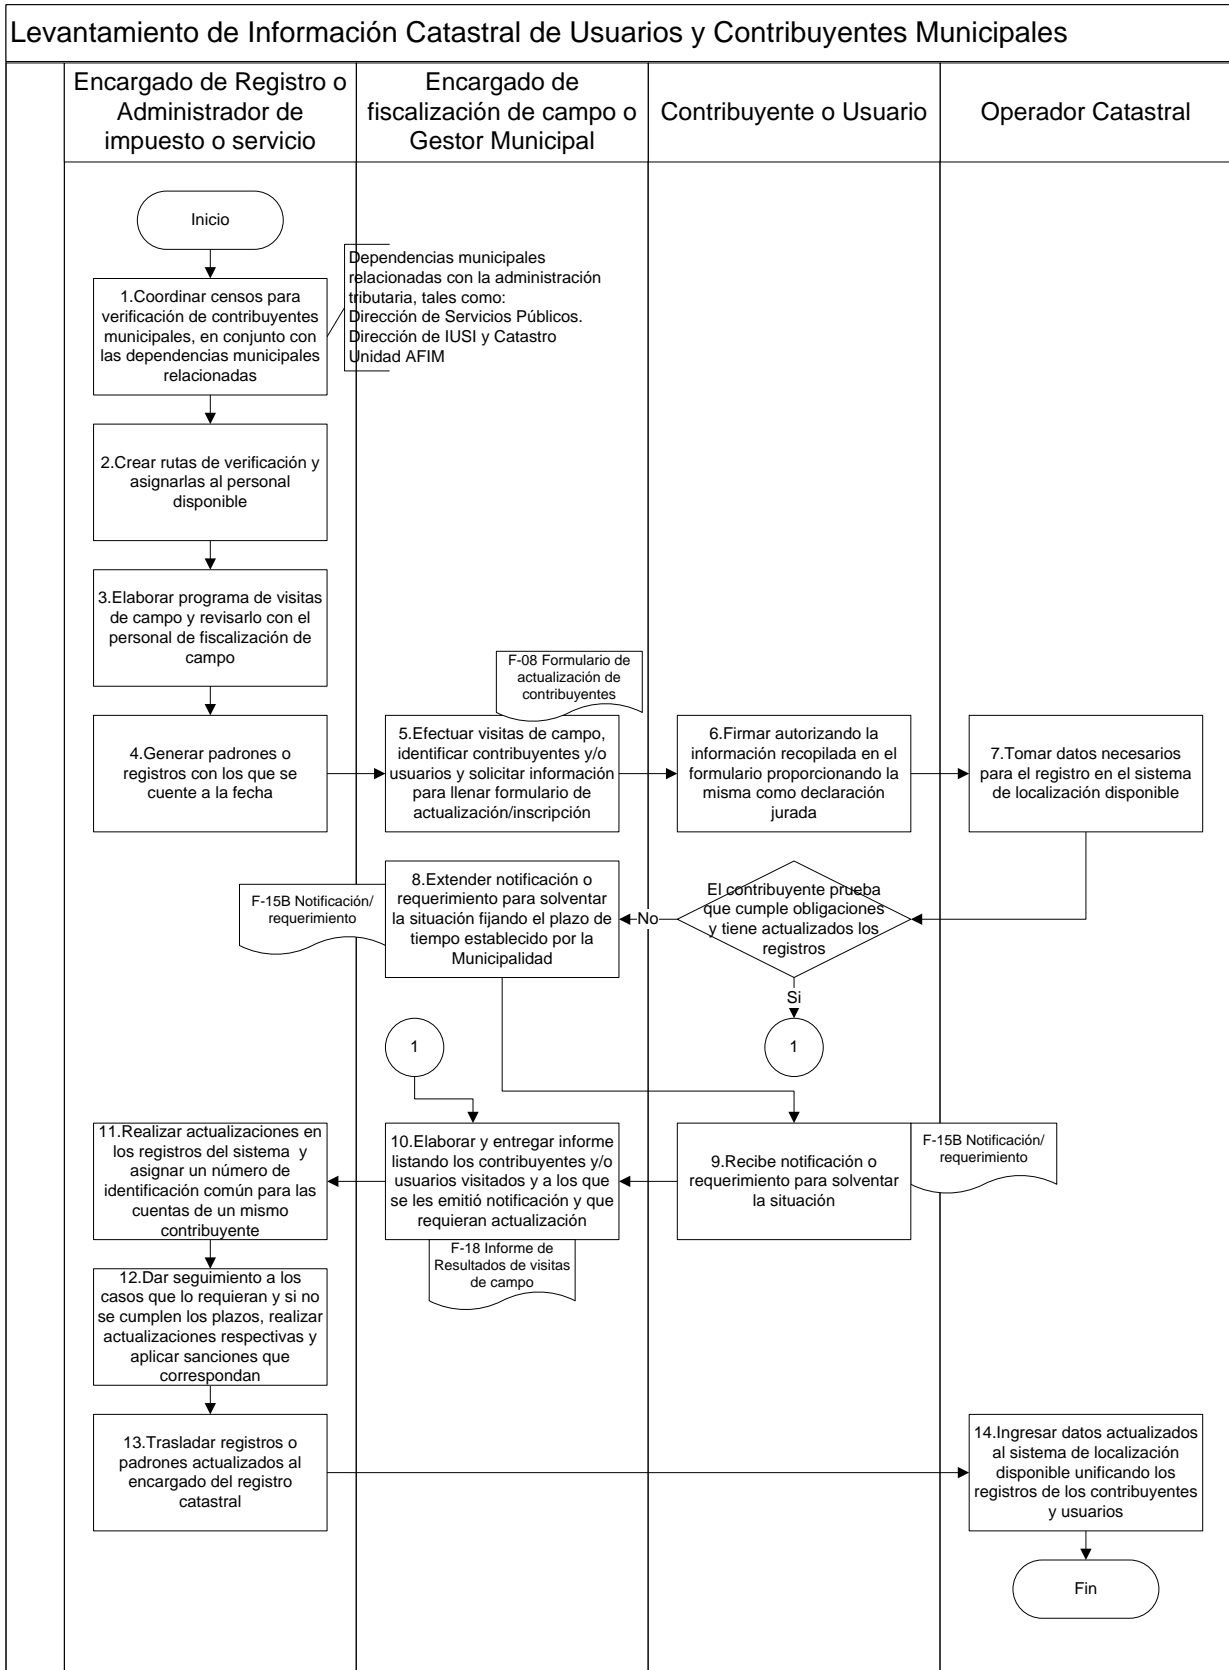 Levantamiento de Información Catastral de Usuarios y Contribuyentes Municipales
Encargado de Registro o
Administrador de
impuesto o servicio
Encargado de
fiscalización de campo o
Gestor Municipal
Contribuyente o Usuario
Operador Catastral
Inicio
1.Coordinar censos para
verificación de contribuyentes
municipales, en conjunto con
las dependencias municipales
relacionadas
Dependencias municipales
relacionadas con la administración
tributaria, tales como:
Dirección de Servicios Públicos.
Dirección de IUSI y Catastro
Unidad AFIM
2.Crear rutas de verificación y
asignarlas al personal
disponible
3.Elaborar programa de visitas
de campo y revisarlo con el
personal de fiscalización de
campo
4.Generar padrones o
registros con los que se
cuente a la fecha
F-08 Formulario de
actualización de
contribuyentes
5.Efectuar visitas de campo,
identificar contribuyentes y/o
usuarios y solicitar información
para llenar formulario de
actualización/inscripción
6.Firmar autorizando la
información recopilada en el
formulario proporcionando la
misma como declaración
jurada
7.Tomar datos necesarios
para el registro en el sistema
de localización disponible
F-15B Notificación/
requerimiento
8.Extender notificación o
requerimiento para solventar
la situación fijando el plazo de
tiempo establecido por la
Municipalidad
No
El contribuyente prueba
que cumple obligaciones
y tiene actualizados los
registros
Si
1
1
11.Realizar actualizaciones en
los registros del sistema y
asignar un número de
identificación común para las
cuentas de un mismo
contribuyente
10.Elaborar y entregar informe
listando los contribuyentes y/o
usuarios visitados y a los que
se les emitió notificación y que
requieran actualización
9.Recibe notificación o
requerimiento para solventar
la situación
F-15B Notificación/
requerimiento
F-18 Informe de
Resultados de visitas
de campo
12.Dar seguimiento a los
casos que lo requieran y si no
se cumplen los plazos, realizar
actualizaciones respectivas y
aplicar sanciones que
correspondan
13.Trasladar registros o
padrones actualizados al
encargado del registro
catastral
14.Ingresar datos actualizados
al sistema de localización
disponible unificando los
registros de los contribuyentes
y usuarios
Fin